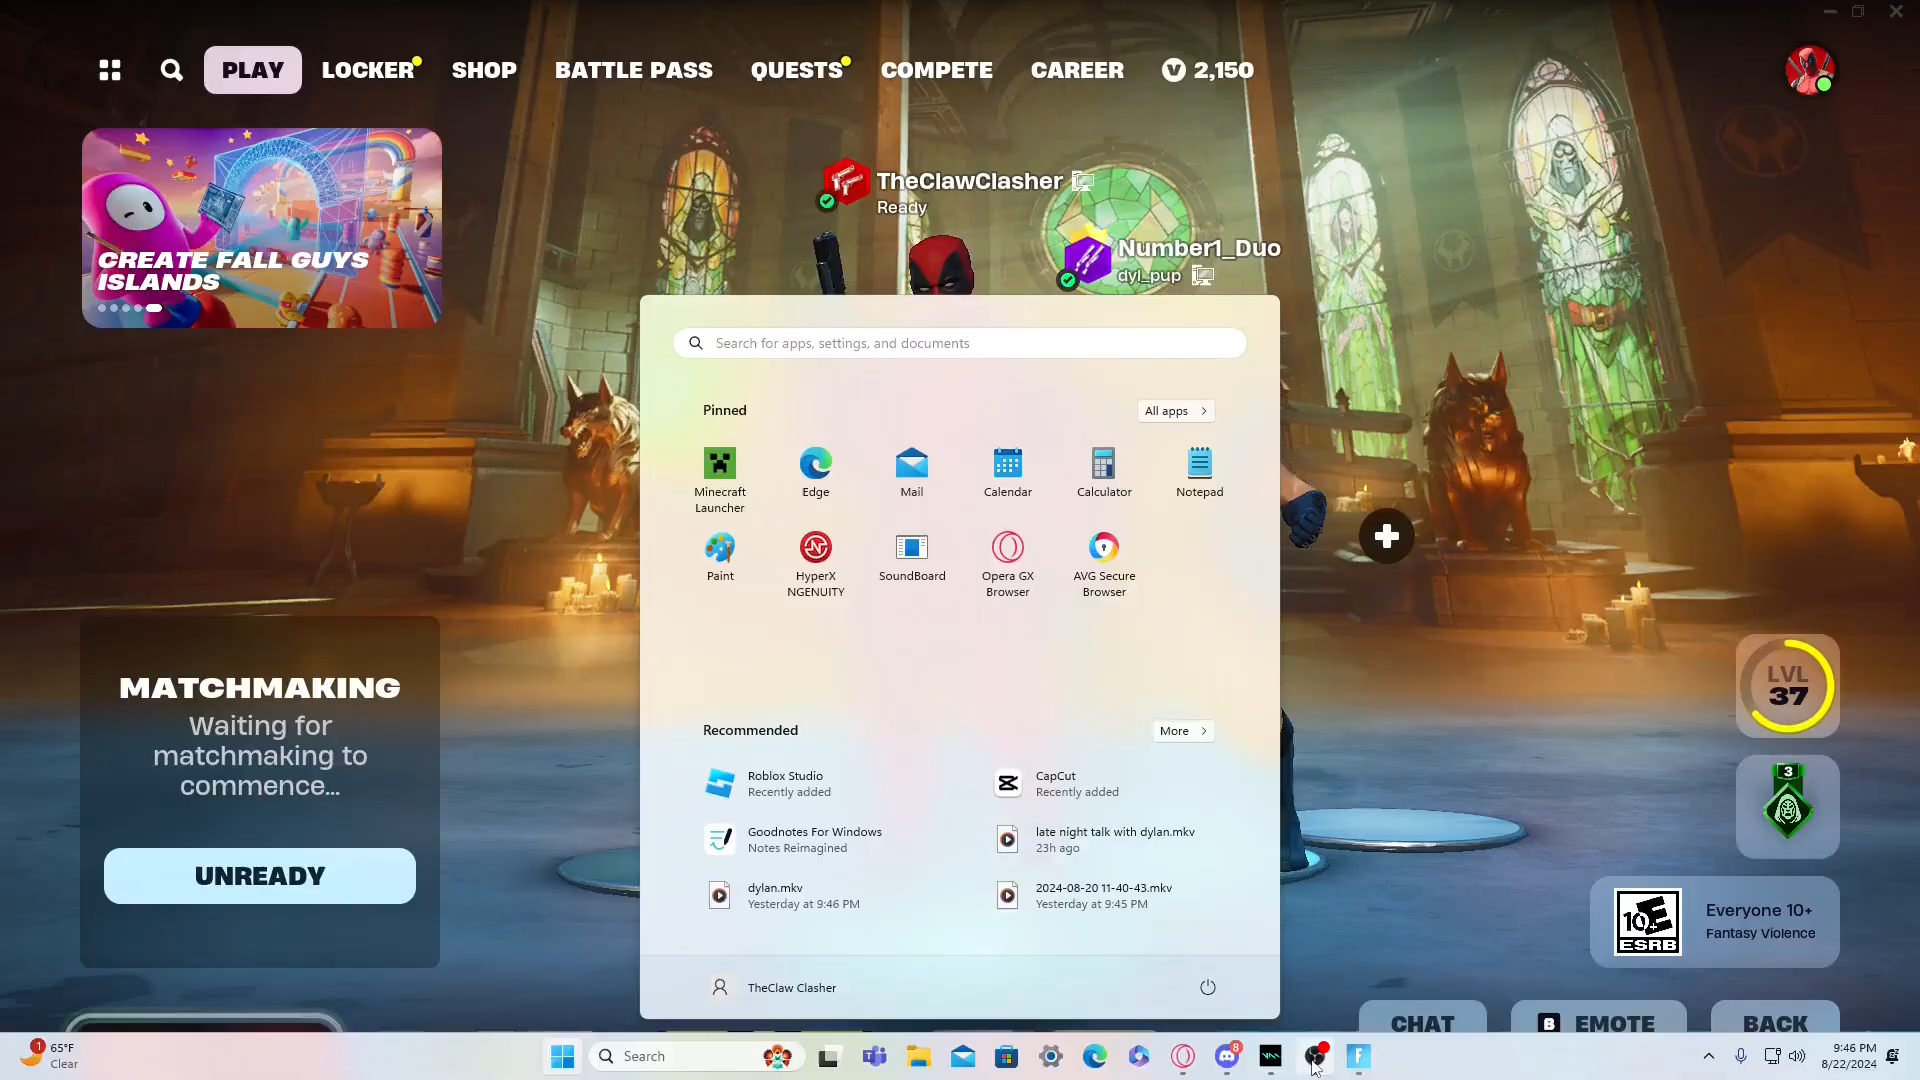 PLAY
LOCKER
SHOP
BATTLE PASS
QUESTS
COMPETE
CAREER
2,150
CREATE FALL GUYS
ISLANDS
TheClawClasher
Ready
Number1_Duo
dyl_pup
Search for apps, settings, and documents
Pinned
All apps
Minecraft
Launcher
Edge
Mail
Calendar
Calculator
Notepad
Paint
HyperX
NGENUITY
SoundBoard
Opera GX
Browser
AVG Secure
Browser
Recommended
More
Roblox Studio
Recently added
CapCut
Recently added
Goodnotes For Windows
Notes Reimagined
late night talk with dylan.mkv
23h ago
dylan.mkv
Yesterday at 9:46 PM
2024-08-20 11-40-43.mkv
Yesterday at 9:45 PM
TheClaw Clasher
MATCHMAKING
Waiting for
matchmaking to
commence...
UNREADY
LVL
37
3
E
10+
ESRB
Everyone 10+
Fantasy Violence
CHAT
B EMOTE
BACK
1
65°F
Clear
Search
8
F
9:46 PM
8/22/2024